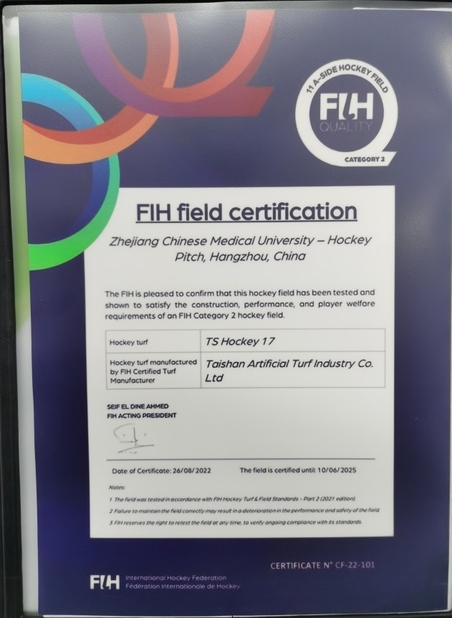 11 A-SIDE HOCKEY FIELD
FIH
QUALITY
CATEGORY 2
FIH field certification
Zhejiang Chinese Medical University – Hockey
Pitch, Hangzhou, China
The FIH is pleased to confirm that this hockey field has been tested and
shown to satisfy the construction, performance, and player welfare
requirements of an FIH Category 2 hockey field.
Hockey turf
TS Hockey 17
Hockey turf manufactured
by FIH Certified Turf
Manufacturer
Taishan Artificial Turf Industry Co.
Ltd
SEIF EL DINE AHMED
FIH ACTING PRESIDENT
Date of Certificate: 26/08/2022 The field is certified until: 10/06/2025
Notes:
1 The field was tested in accordance with FIH Hockey Turf & Field Standards - Part 2 (2021 edition)
2 Failure to maintain the field correctly may result in a deterioration in the performance and safety of the field
3 FIH reserves the right to retest the field at any time, to verify ongoing compliance with its standards
CERTIFICATE N° CF-22-101
FIH
International Hockey Federation
Fédération Internationale de Hockey